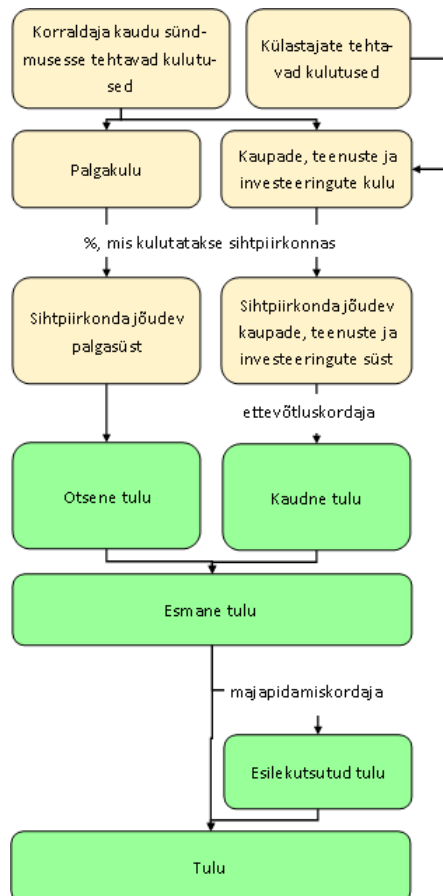 Korraldaja kaudu sünd-
musesse tehtavad kulutu-
sed
Külastajate tehta-
vad kulutused
Palgakulu
Kaupade, teenuste ja
investeeringute kulu
%, mis kulutatakse sihtpiirkonnas
Sihtpiirkonda jõudev
palgasüst
Sihtpiirkonda jõudev
kaupade, teenuste ja
investeeringute süst
ettevõtluskordaja
Otsene tulu
Kaudne tulu
Esmane tulu
majapidamiskordaja
Esilekutsutud tulu
Tulu